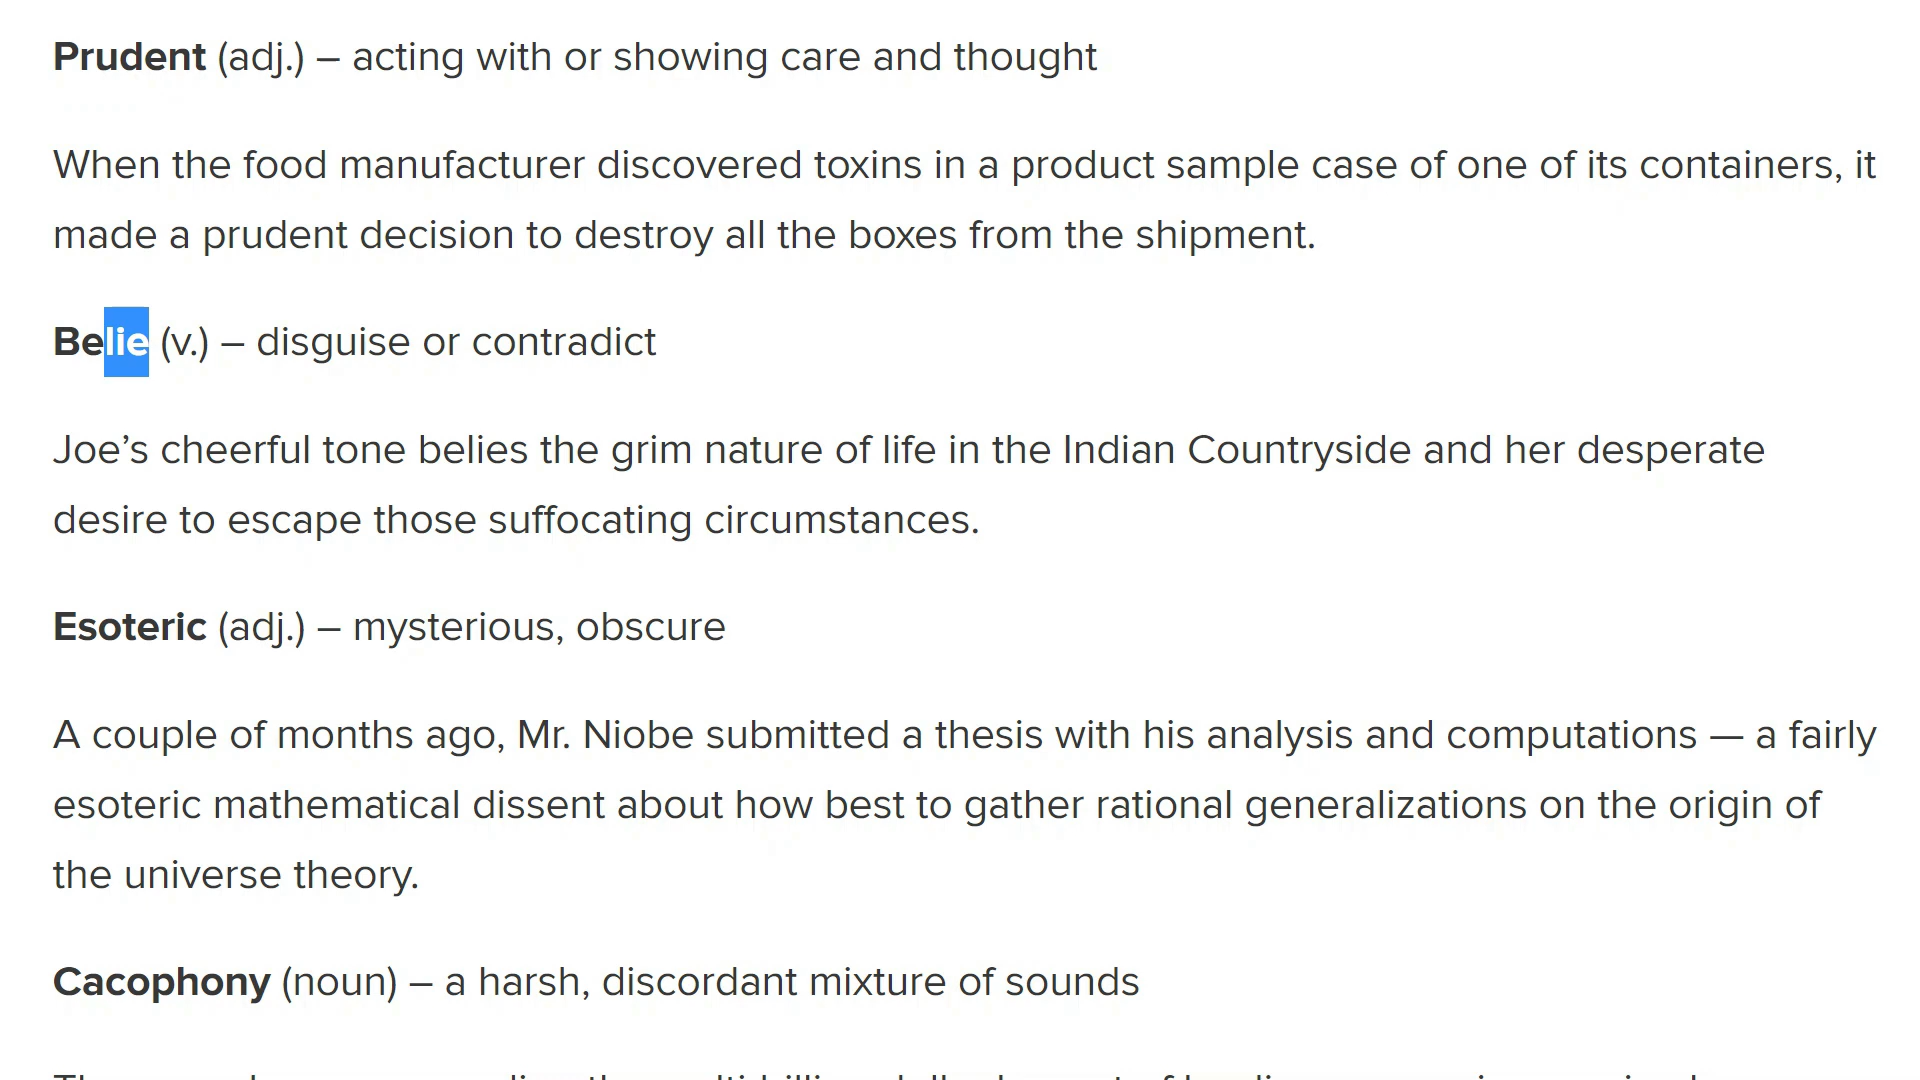 Prudent (adj.) – acting with or showing care and thought
When the food manufacturer discovered toxins in a product sample case of one of its containers, it
made a prudent decision to destroy all the boxes from the shipment.
Belie (v.) – disguise or contradict
Joe’s cheerful tone belies the grim nature of life in the Indian Countryside and her desperate
desire to escape those suffocating circumstances.
Esoteric (adj.) – mysterious, obscure
A couple of months ago, Mr. Niobe submitted a thesis with his analysis and computations — a fairly
esoteric mathematical dissent about how best to gather rational generalizations on the origin of
the universe theory.
Cacophony (noun) – a harsh, discordant mixture of sounds